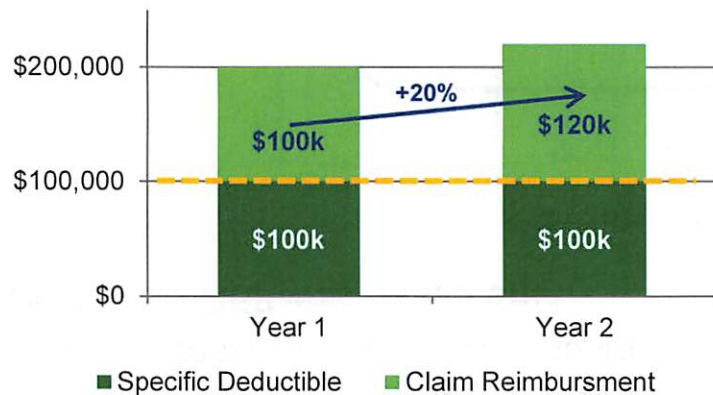 $200,000
+20%
$100k
$120k
$100,000
$100k
$100k
$0
Year 1
Year 2
Specific Deductible
Claim Reimbursment